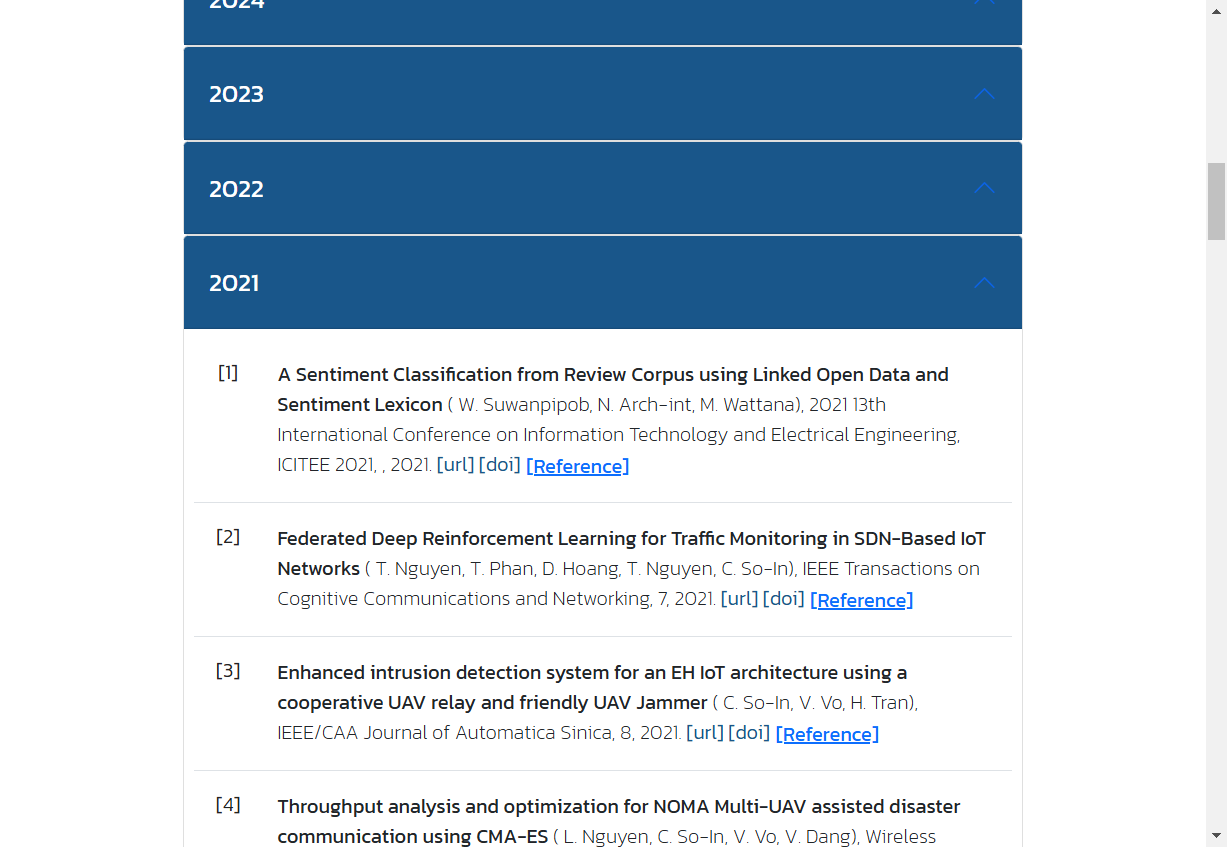 2024
2023
2022
2021
[1]
A Sentiment Classification from Review Corpus using Linked Open Data and
Sentiment Lexicon ( W. Suwanpipob, N. Arch-int, M. Wattana), 2021 13th
International Conference on Information Technology and Electrical Engineering,
ICITEE 2021, , 2021. [url] [doi] [Reference]
[2]
Federated Deep Reinforcement Learning for Traffic Monitoring in SDN-Based IoT
Networks ( T. Nguyen, T. Phan, D. Hoang, T. Nguyen, C. So-In), IEEE Transactions on
Cognitive Communications and Networking, 7, 2021. [url] [doi] [Reference]
[3]
Enhanced intrusion detection system for an EH IoT architecture using a
cooperative UAV relay and friendly UAV Jammer ( C. So-In, V. Vo, H. Tran),
IEEE/CAA Journal of Automatica Sinica, 8, 2021. [url] [doi] [Reference]
[4]
Throughput analysis and optimization for NOMA Multi-UAV assisted disaster
communication using CMA-ES ( L. Nguyen, C. So-In, V. Vo, V. Dang), Wireless